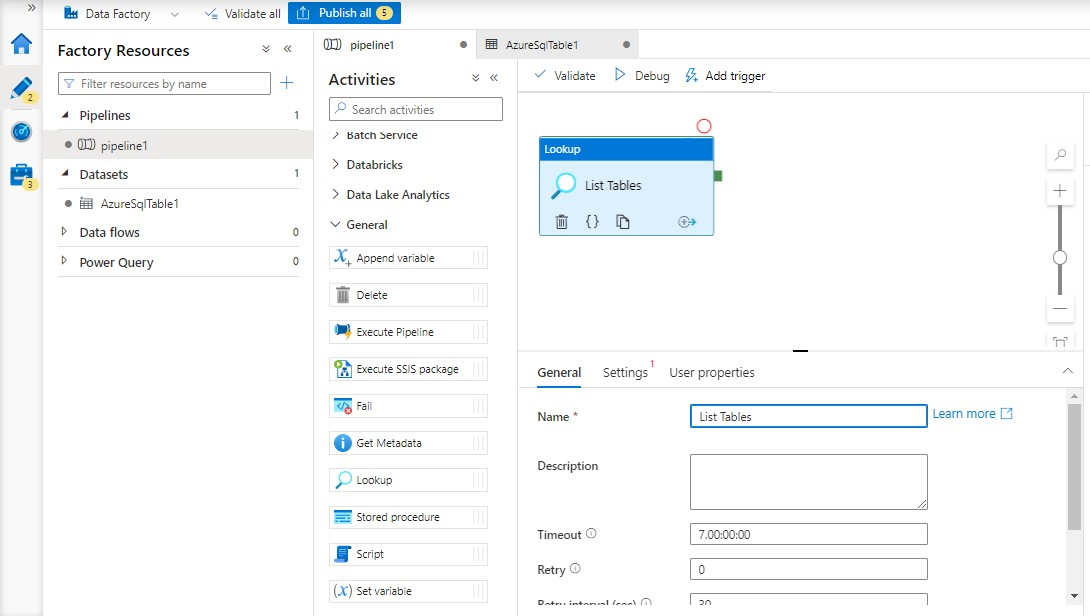 »
Data Factory
Validate all
Publish all 5
Factory Resources
Filter resources by name
Pipelines 1
pipeline1
Datasets 1
AzureSqlTable1
Data flows 0
Power Query 0
2
3
pipeline1
AzureSqlTable1
Activities
Search activities
Batch Service
Databricks
Data Lake Analytics
General
Append variable
Delete
Execute Pipeline
Execute SSIS package
Fail
Get Metadata
Lookup
Stored procedure
Script
Set variable
Validate
Debug
Add trigger
Lookup
List Tables
General
Settings 1
User properties
Name * List Tables Learn more
Description
Timeout 7.00:00:00
Retry 0
Retry interval (sec) 30